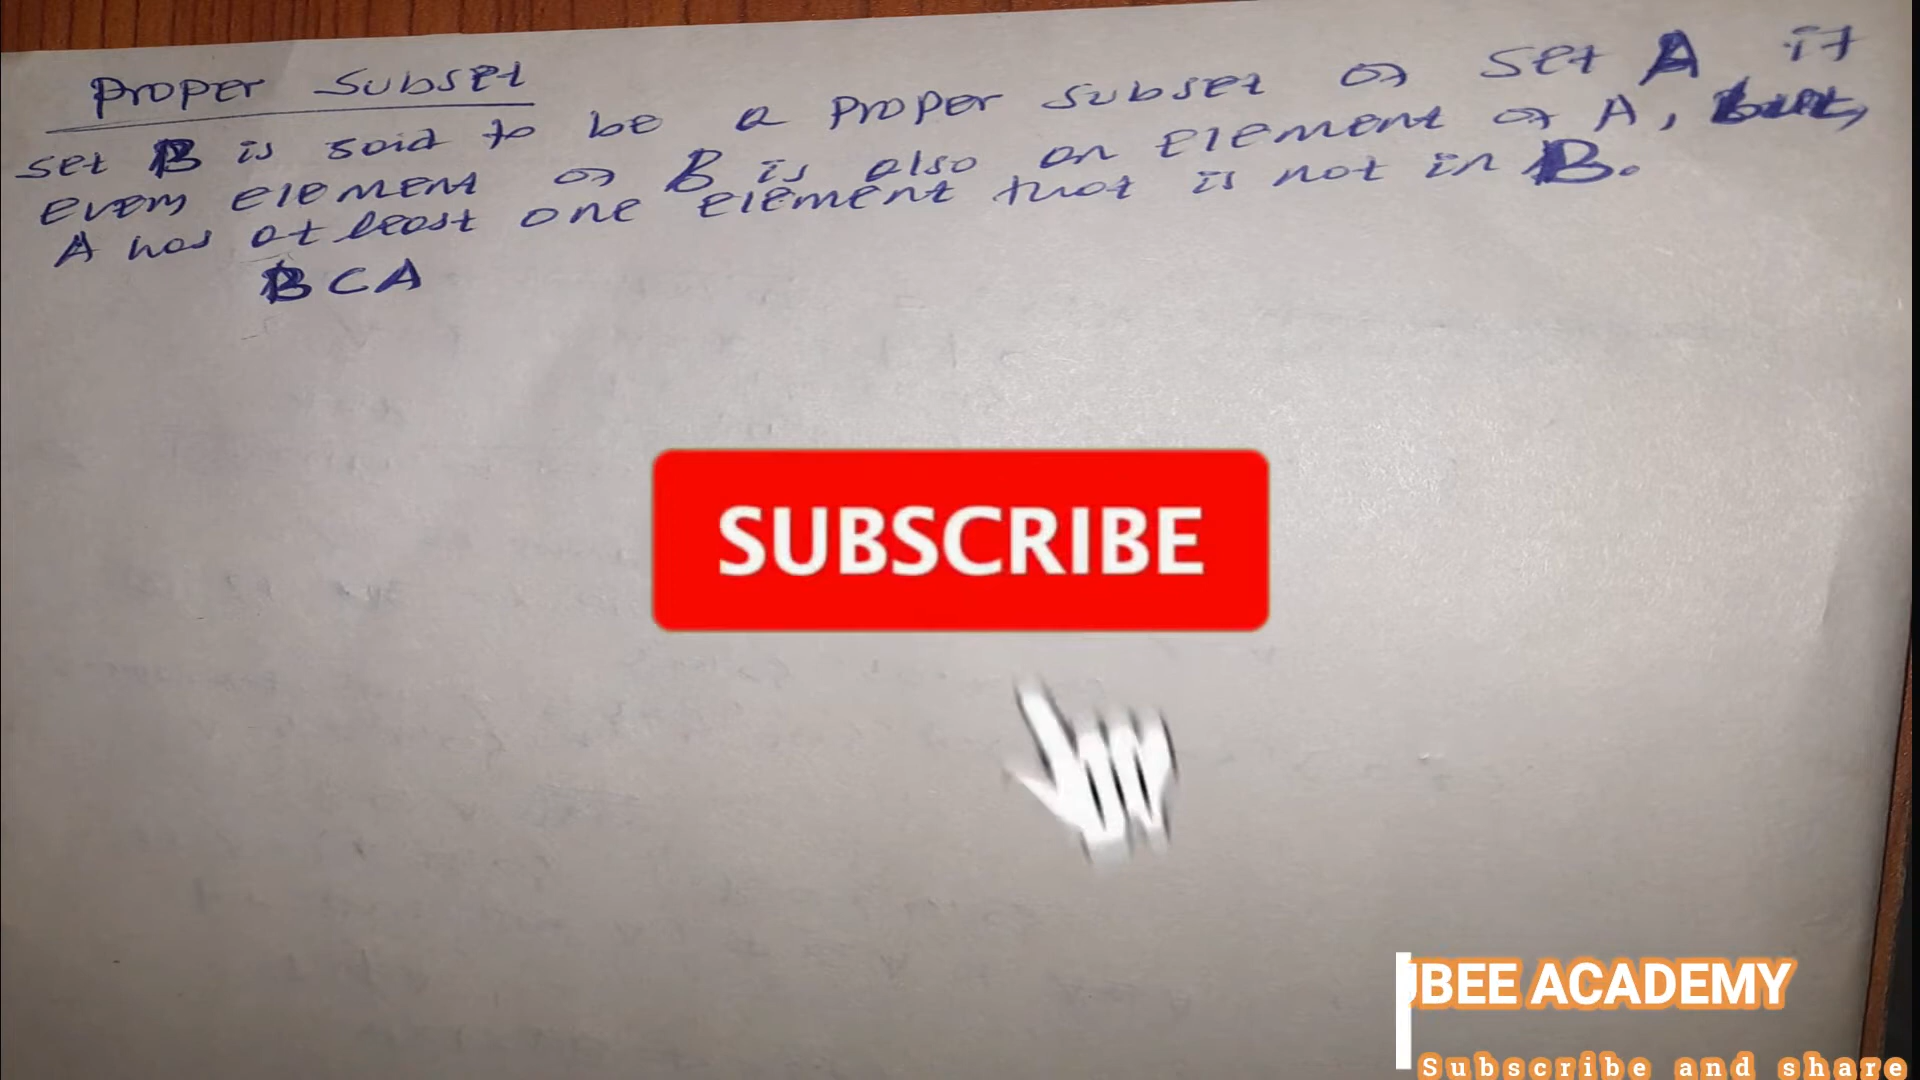 Proper Subset
Set B is said to be a proper subset of set A if
every element of B is also an element of A, but,
A has at least one element that is not in B.
B ⊂ A
SUBSCRIBE
BEE ACADEMY
Subscribe and share